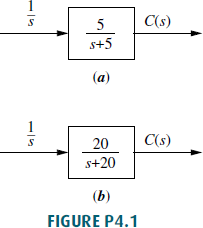 1/s
5/(s+5)
C(s)
(a)
1/s
20/(s+20)
C(s)
(b)
FIGURE P4.1